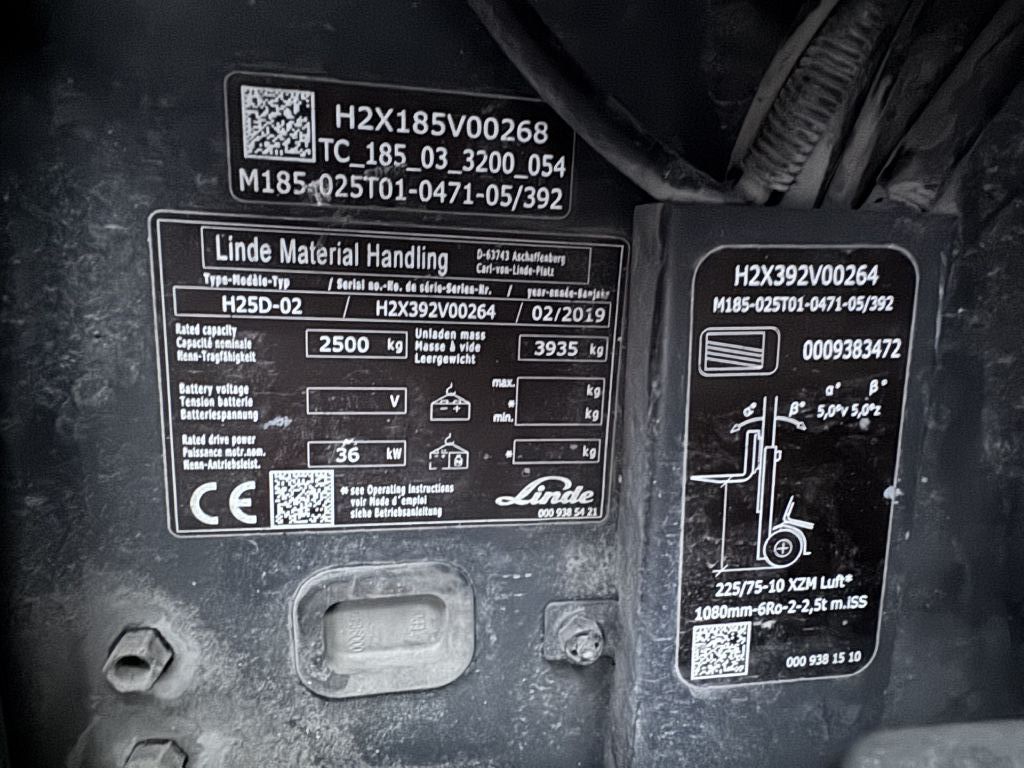 H2X185V00268
TC_185_03_3200_054
M185-025T01-0471-05/392
Linde Material Handling
D-63743 Aschaffenburg
Carl-von-Linde-Platz
Type-Modèle-Typ / Serial no.-No. de série-Serien-Nr. / year-année-Baujahr
H25D-02 / H2X392V00264 / 02/2019
Rated capacity
Capacité nominale
Nenn-Tragfähigkeit
2500 kg
Unladen mass
Masse à vide
Leergewicht
3935 kg
Battery voltage
Tension batterie
Batteriespannung
V
max. kg
*
min. kg
Rated drive power
Puissance motr.nom.
Nenn-Antriebsleist.
36 kW
* kg
CE
* see Operating instructions
voir Mode d'emploi
siehe Betriebsanleitung
Linde
000 938 54 21
H2X392V00264
M185-025T01-0471-05/392
0009383472
α° β°
5,0°v 5,0°z
α° β°
225/75-10 XZM Luft*
1080mm-6Ro-2-2,5t m.iSS
000 938 15 10